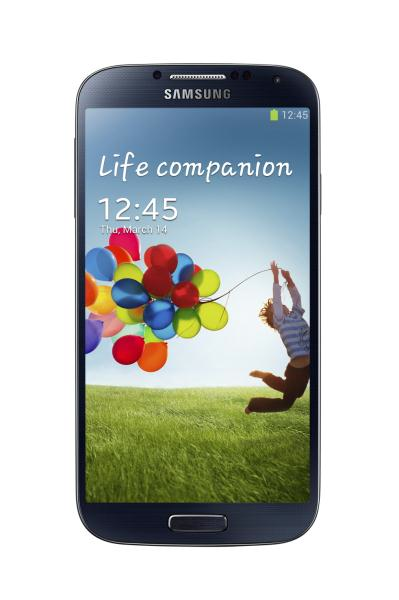 SAMSUNG
12:45
Life companion
12:45
Thu, March 14